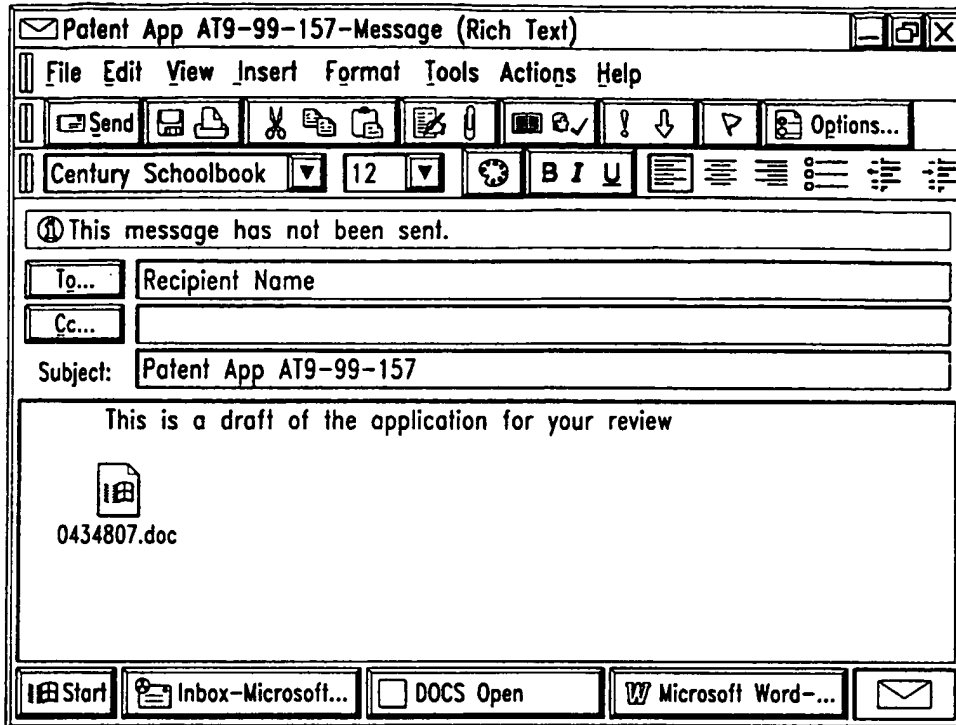 Patent App AT9-99-157-Message (Rich Text)
File Edit View Insert Format Tools Actions Help
Send Options...
Century Schoolbook 12 B I U
This message has not been sent.
To... Recipient Name
Cc...
Subject: Patent App AT9-99-157
This is a draft of the application for your review
0434807.doc
Start Inbox-Microsoft... DOCS Open W Microsoft Word-...